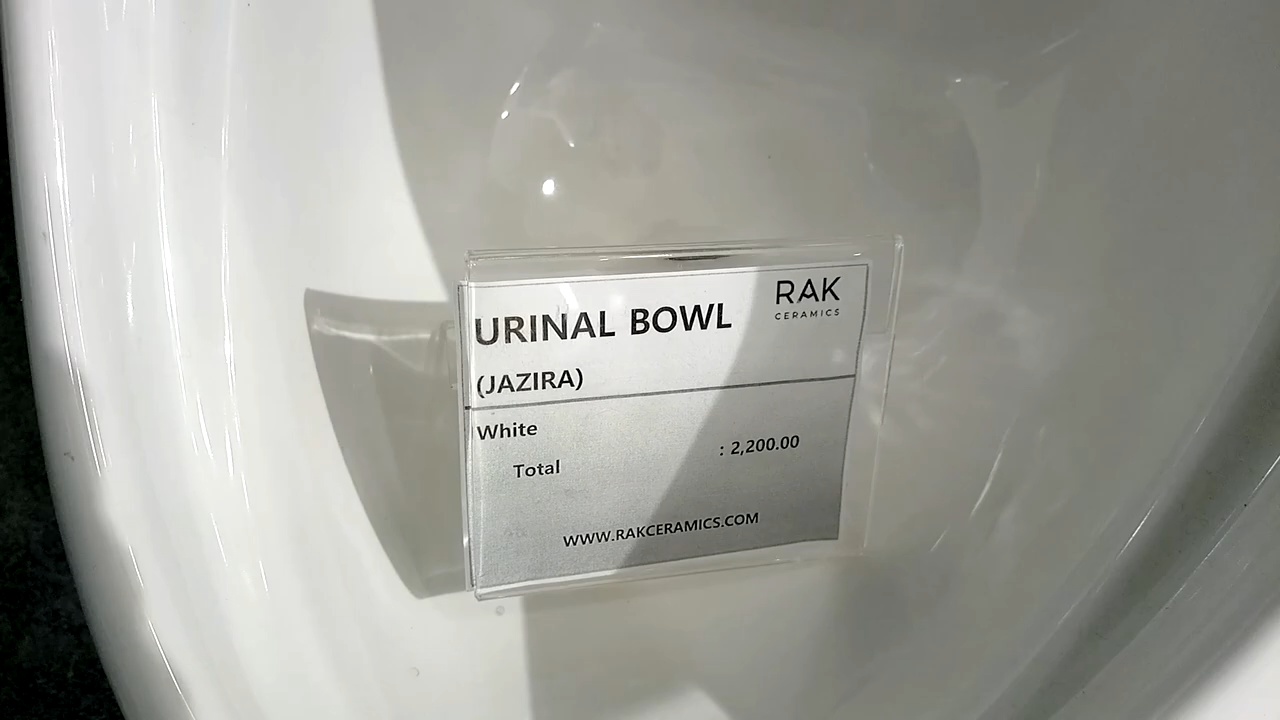 RAK
CERAMICS
URINAL BOWL
(JAZIRA)
White
Total : 2,200.00
WWW.RAKCERAMICS.COM